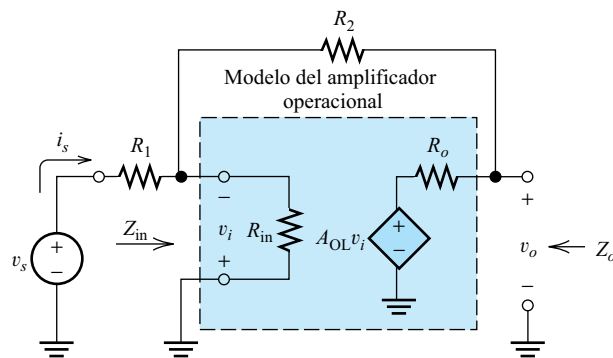 R2
Modelo del amplificador
operacional
is
R1
Ro
−
+
Zin
vi
Rin
AOLvi
+
−
vo
Zo
vs
+
−
+
−